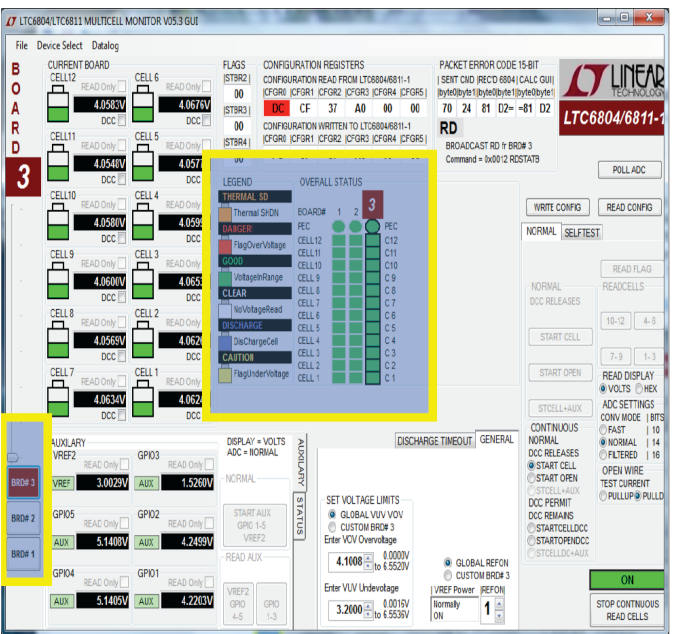 LTC6804/LTC6811 MULTICELL MONITOR V05.3 GUI
File Device Select Datalog
BOARD
3
CURRENT BOARD
CELL12 READ Only
4.0583V
DCC
CELL 6 READ Only
4.0676V
DCC
CELL11 READ Only
4.0548V
DCC
CELL 5 READ Only
4.057
DCC
CELL10 READ Only
4.0580V
DCC
CELL 4 READ Only
4.059
DCC
CELL 9 READ Only
4.0600V
DCC
CELL 3 READ Only
4.065
DCC
CELL 8 READ Only
4.0569V
DCC
CELL 2 READ Only
4.062
DCC
CELL 7 READ Only
4.0634V
DCC
CELL 1 READ Only
4.062
DCC
FLAGS
|STBR2 |
00
|STBR3 |
00
|STBR4 |
CONFIGURATION REGISTERS
CONFIGURATION READ FROM LTC6804/6811-1
|CFGR0 |CFGR1 |CFGR2 |CFGR3 |CFGR4 |CFGR5 |
DC CF 37 A0 00 00
CONFIGURATION WRITTEN TO LTC6804/6811-1
|CFGR0 |CFGR1 |CFGR2 |CFGR3 |CFGR4 |CFGR5 |
PACKET ERROR CODE 15-BIT
| SENT CND |RECTD 6804| CALC GUI|
|byte0|byte1|byte0|byte1|byte0|byte1|
70 24 81 D2= =81 D2
RD
BROADCAST RD fr BRD# 3
Command = 0x0012 RDSTATB
LINEAR
TECHNOLOGY
LTC6804/6811-1
POLL ADC
WRITE CONFIG READ CONFIG
NORMAL SELFTEST
READ FLAG
NORMAL
DCC RELEASES
START CELL
START OPEN
STCELL+AUX
READCELLS
10-12 4-6
7-9 1-3
READ DISPLAY
VOLTS HEX
ADC SETTINGS
CONV MODE | BITS
FAST | 10
NORMAL | 14
FILTERED | 16
OPEN WIRE
TEST CURRENT
PULLUP PULLD
CONTINUOUS
NORMAL
DCC RELEASES
START CELL
START OPEN
STCELL+AUX
DCC PERMIT
DCC REMAINS
STARTCELLDCC
STARTOPENDCC
STCELLDC+AUX
ON
STOP CONTINUOUS
READ CELLS
LEGEND
THERMAL SD
Thermal SHDN
DANGER
FlagOverVoltage
GOOD
VoltageInRange
CLEAR
NoVoltageRead
DISCHARGE
DisChargeCell
CAUTION
FlagUnderVoltage
OVERALL STATUS
BOARD# 1 2 3
PEC PEC
CELL12 C12
CELL11 C11
CELL10 C10
CELL 9 C 9
CELL 8 C 8
CELL 7 C 7
CELL 6 C 6
CELL 5 C 5
CELL 4 C 4
CELL 3 C 3
CELL 2 C 2
CELL 1 C 1
BRD# 3
BRD# 2
BRD# 1
AUXILARY
VREF2 READ Only
VREF 3.0029V
GPIO3 READ Only
AUX 1.5260V
GPIO5 READ Only
AUX 5.1408V
GPIO2 READ Only
AUX 4.2499V
GPIO4 READ Only
AUX 5.1405V
GPIO1 READ Only
AUX 4.2203V
DISPLAY = VOLTS
ADC = NORMAL
NORMAL
START AUX
GPIO 1-5
VREF2
READ AUX
VREF2
GPIO
4-5
GPIO
1-3
AUXILARY
STATUS
DISCHARGE TIMEOUT GENERAL
SET VOLTAGE LIMITS
GLOBAL VUV VOV
CUSTOM BRD# 3
Enter VOV Overvoltage
4.1008 0.0000V
to 6.5520V
Enter VUV Undevotage
3.2000 0.0016V
to 6.5536V
GLOBAL REFON
CUSTOM BRD# 3
| VREF Power |REFON|
Normally
ON
1